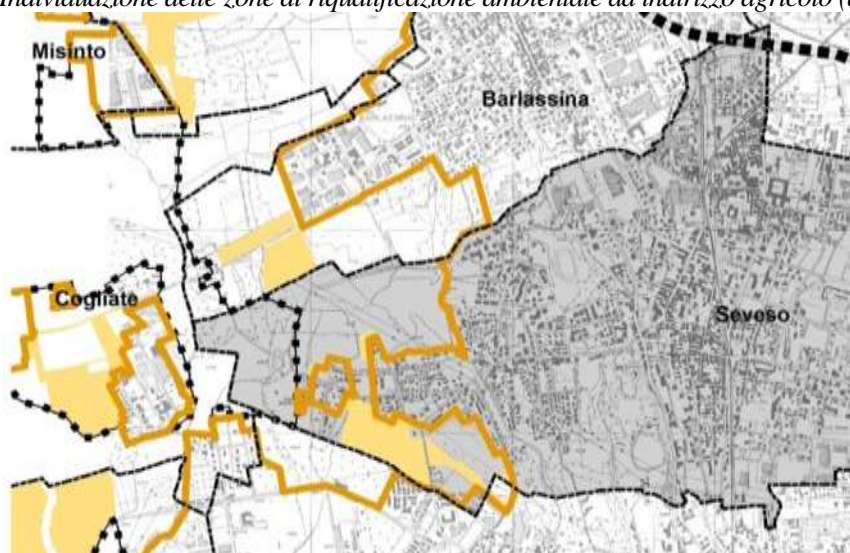 Individuazione delle zone di riqualificazione ambientale ad indirizzo agricolo
Misinto
Barlassina
Cogliate
Seveso